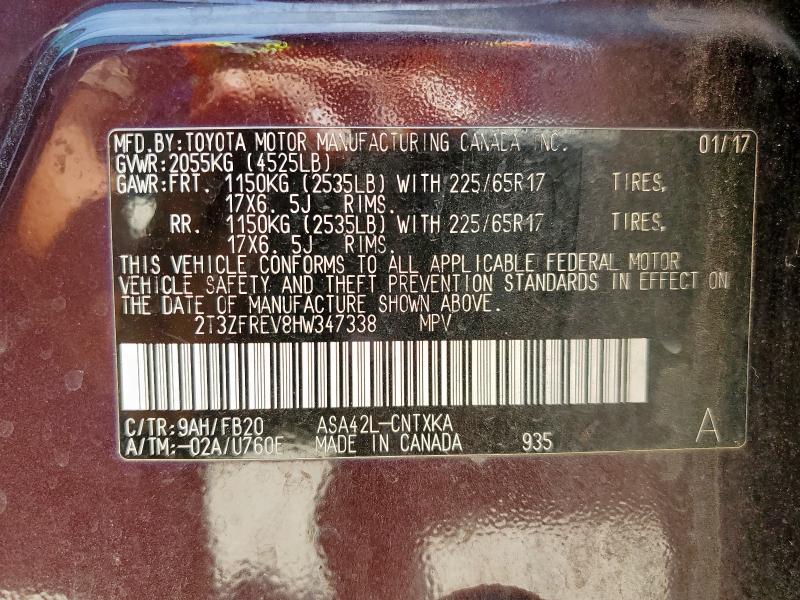 MFD.BY:TOYOTA MOTOR MANUFACTURING CANADA INC. 01/17
GVWR:2055KG (4525LB)
GAWR:FRT. 1150KG (2535LB) WITH 225/65R17 TIRES,
17X6.5J RIMS.
RR. 1150KG (2535LB) WITH 225/65R17 TIRES,
17X6.5J RIMS.
THIS VEHICLE CONFORMS TO ALL APPLICABLE FEDERAL MOTOR
VEHICLE SAFETY AND THEFT PREVENTION STANDARDS IN EFFECT ON
THE DATE OF MANUFACTURE SHOWN ABOVE.
2T3ZFREV8HW347338 MPV
C/TR:9AH/FB20 ASA42L-CNTXKA A
A/TM:-02A/U760E MADE IN CANADA 935